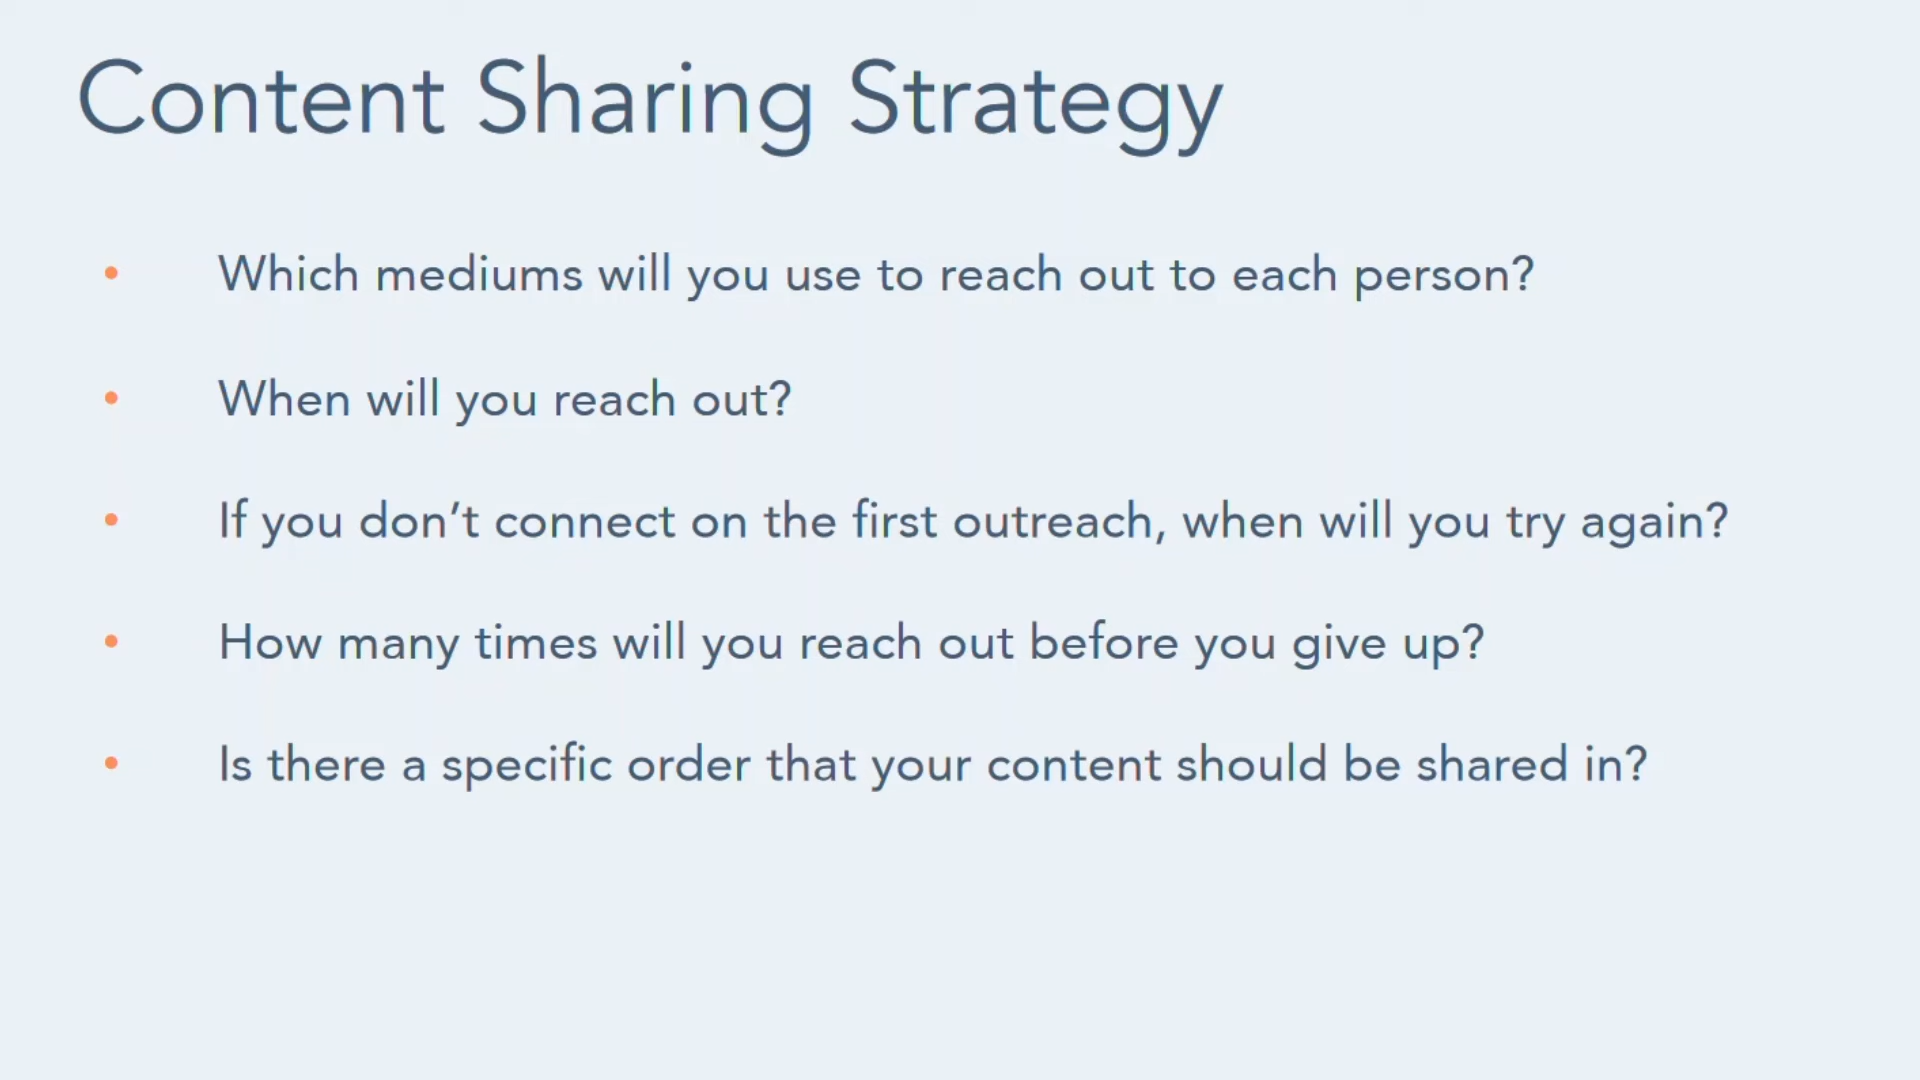 Content Sharing Strategy
• Which mediums will you use to reach out to each person?
• When will you reach out?
• If you don’t connect on the first outreach, when will you try again?
• How many times will you reach out before you give up?
• Is there a specific order that your content should be shared in?